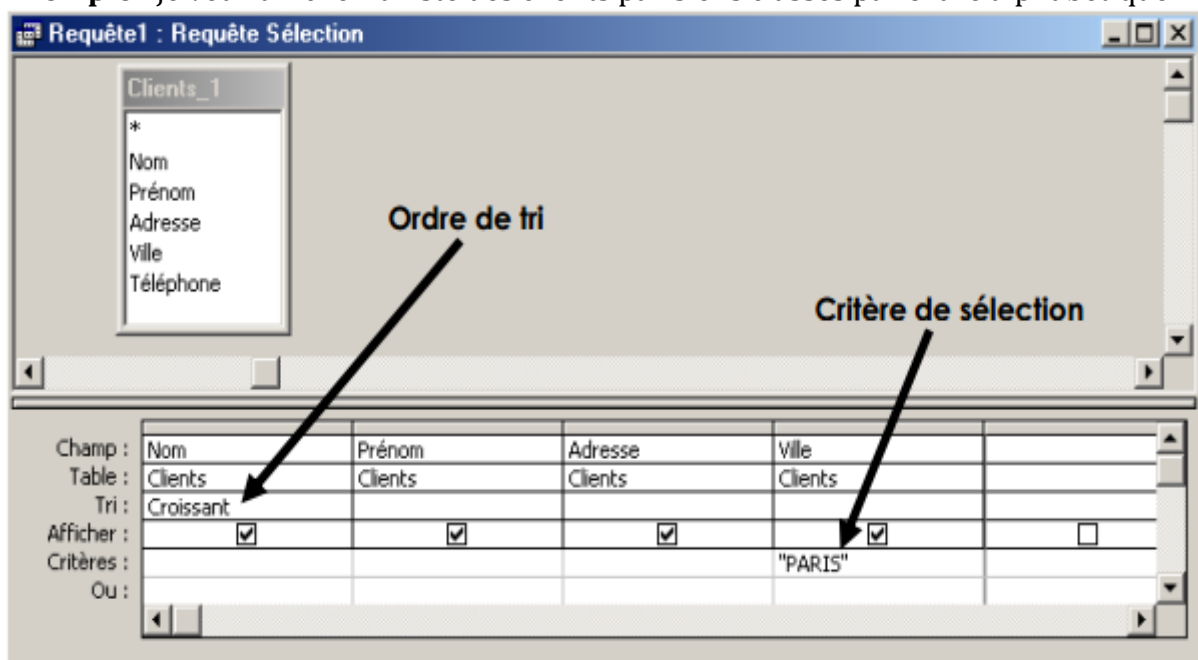 Requête1 : Requête Sélection
Clients_1
*
Nom
Prénom
Adresse
Ville
Téléphone
Ordre de tri
Critère de sélection
Champ : Nom Prénom Adresse Ville
Table : Clients Clients Clients Clients
Tri : Croissant
Afficher :
Critères : "PARIS"
Ou :